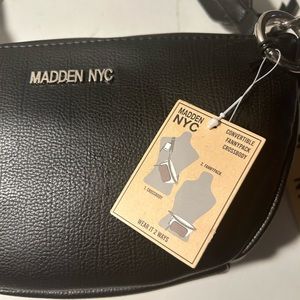 MADDEN NYC
MADDEN
NYC
CONVERTIBLE
FANNYPACK
CROSSBODY
2. FANNYPACK
1. CROSSBODY
WEAR IT 2 WAYS